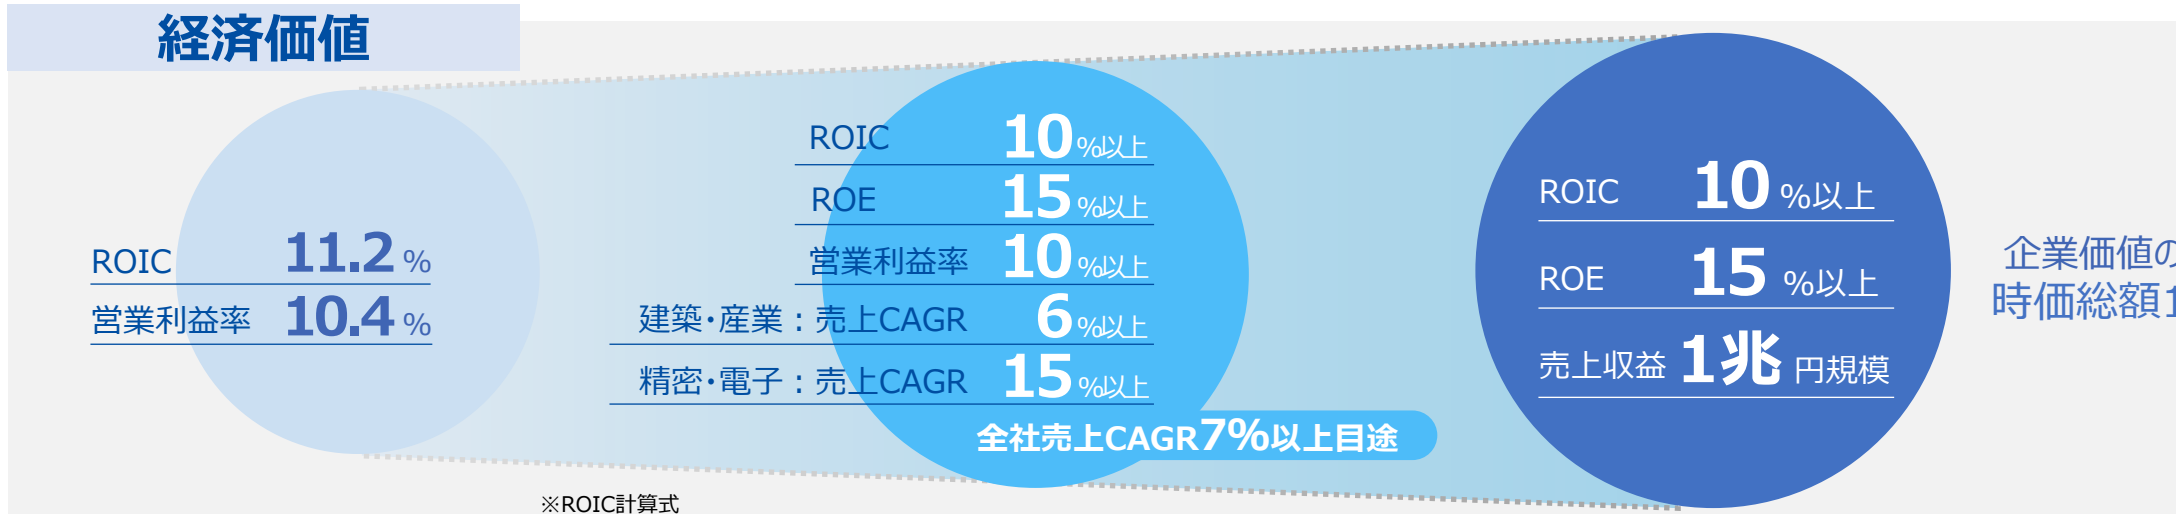 経済価値
ROIC 11.2 %
営業利益率 10.4 %
ROIC 10 %以上
ROE 15 %以上
営業利益率 10 %以上
建築・産業：売上CAGR 6 %以上
精密・電子：売上CAGR 15 %以上
全社売上CAGR7%以上目途
ROIC 10 %以上
ROE 15 %以上
売上収益 1兆 円規模
企業価値の
時価総額1
※ROIC計算式